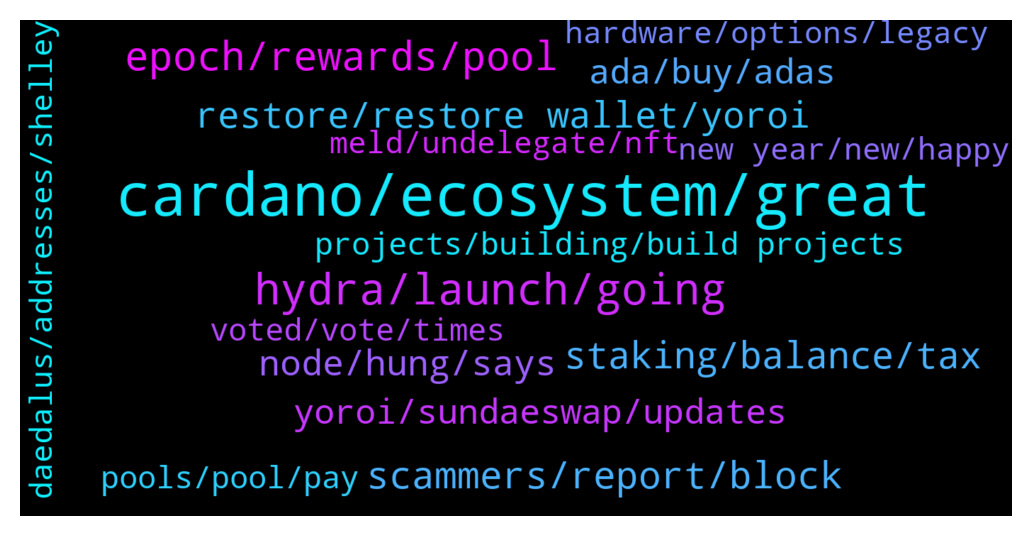 hardware/options/legacy
epoch/rewards/pool
ada/buy/adas
restore/restore wallet/yoroi
meld/undelegate/nft
new year/new/happy
cardano/ecosystem/great
projects/building/build projects
hydra/launch/going
voted/vote/times
node/hung/says
staking/balance/tax
yoroi/sundaeswap/updates
pools/pool/pay
scammers/report/block
daedalus/addresses/shelley